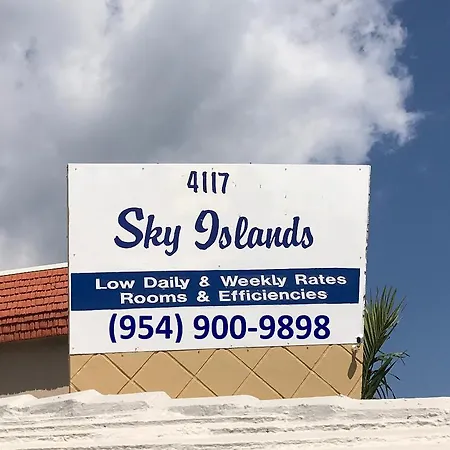 4117
Sky Islands
Low Daily & Weekly Rates
Rooms & Efficiencies
(954) 900-9898